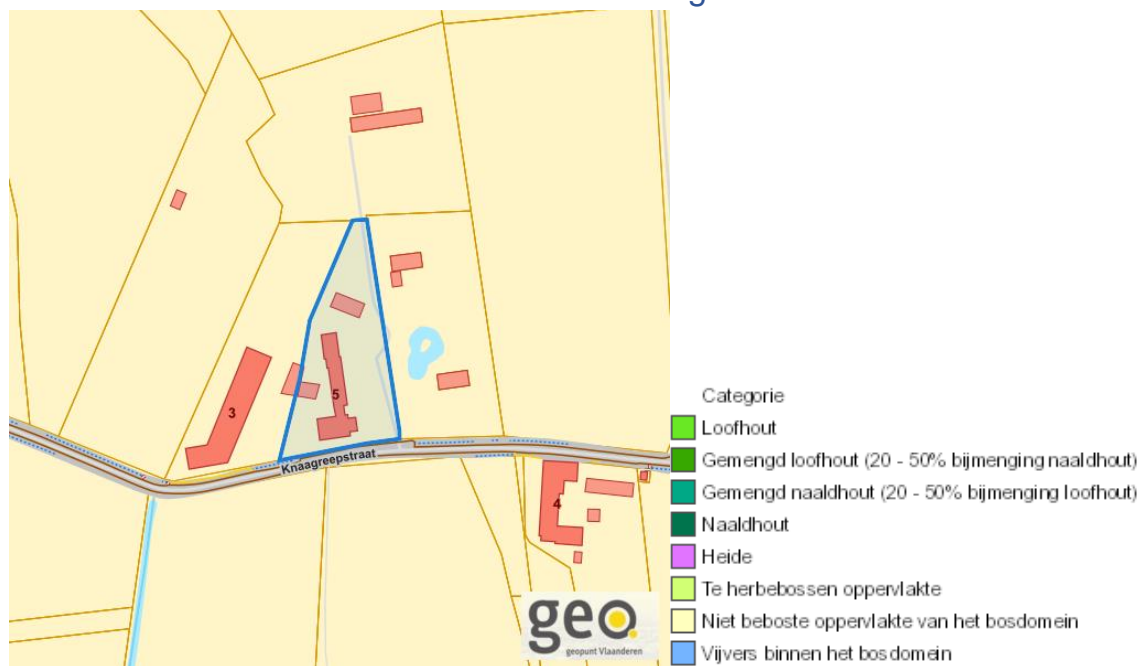 3
5
Knaagreepstraat
4
geo
geopunt Vlaanderen
Categorie
Loofhout
Gemengd loofhout (20 - 50% bijmenging naaldhout)
Gemengd naaldhout (20 - 50% bijmenging loofhout)
Naaldhout
Heide
Te herbebossen oppervlakte
Niet beboste oppervlakte van het bosdomein
Vijvers binnen het bosdomein